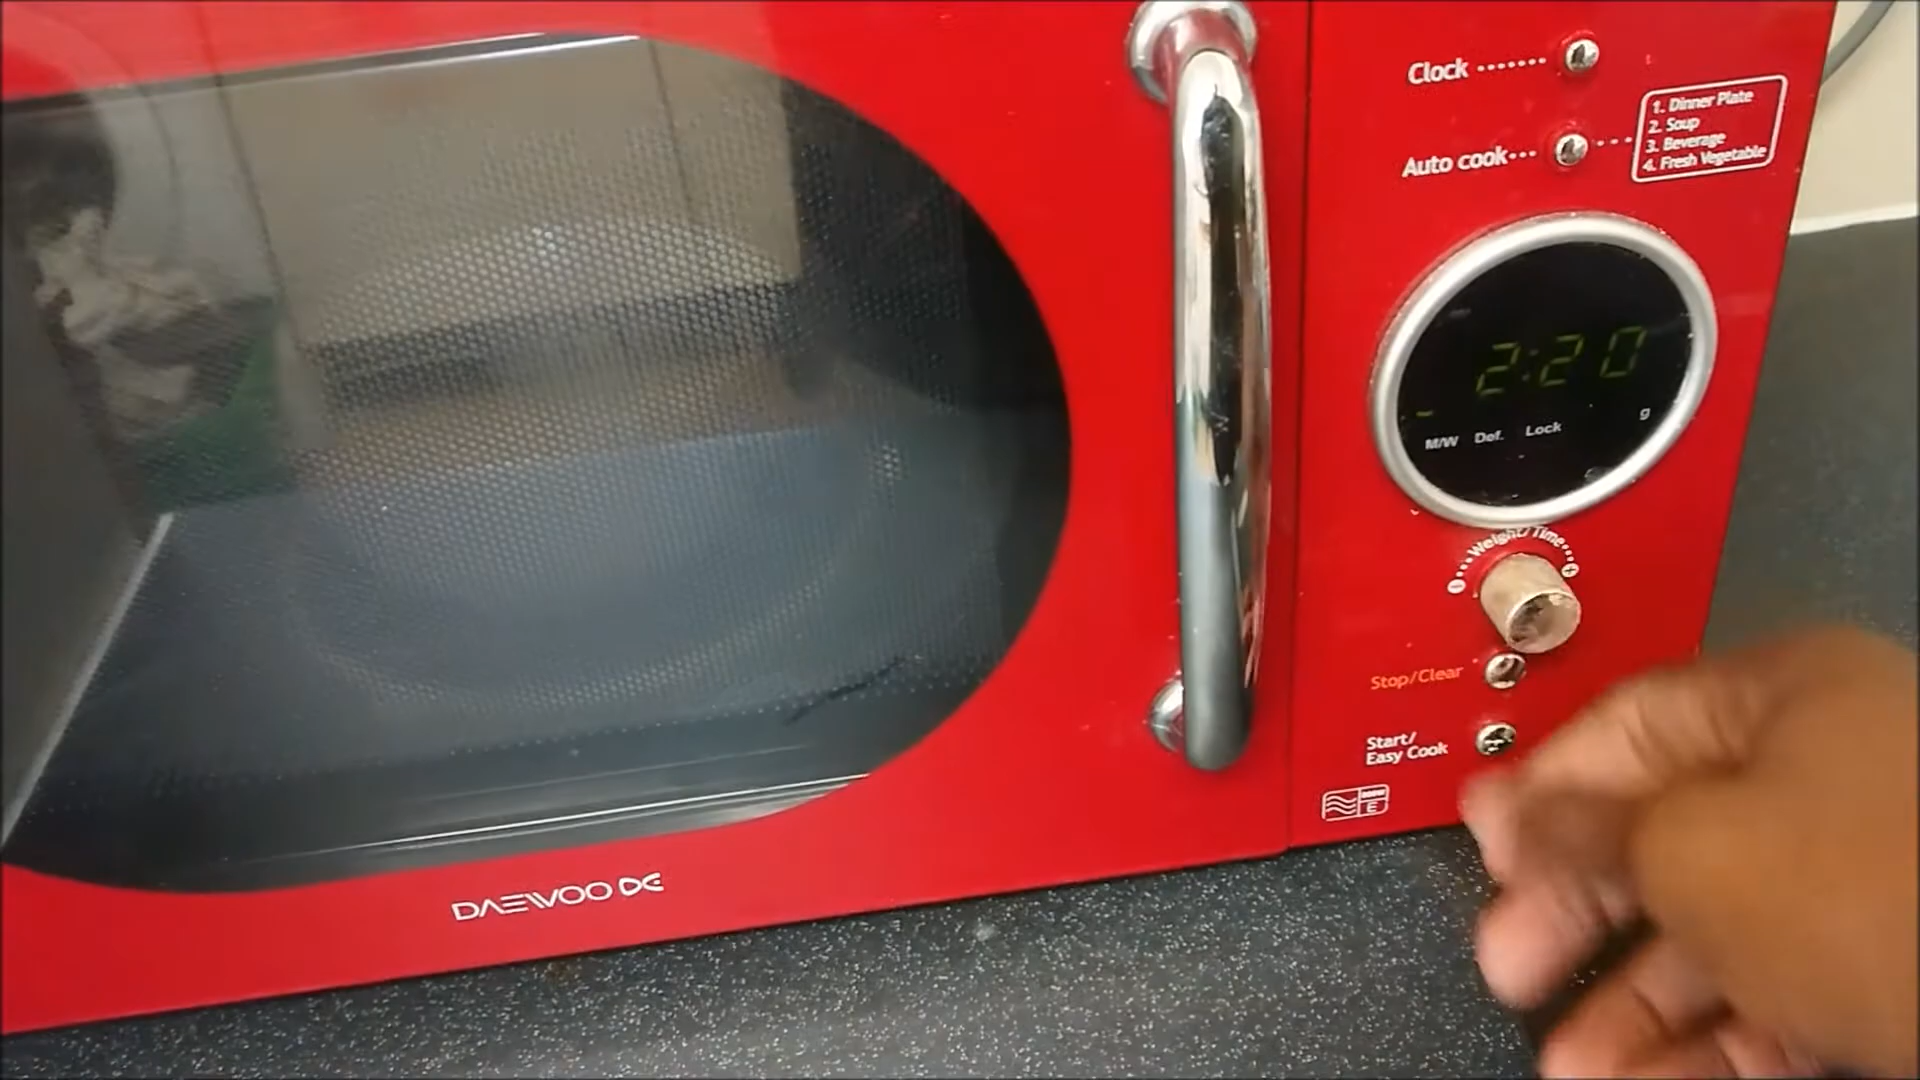 Clock
1. Dinner Plate
2. Soup
3. Beverage
4. Fresh Vegetable
Auto cook
2:20
g
M/W Def. Lock
Weight/Time
Stop/Clear
Start/
Easy Cook
E
DAEWOO DE